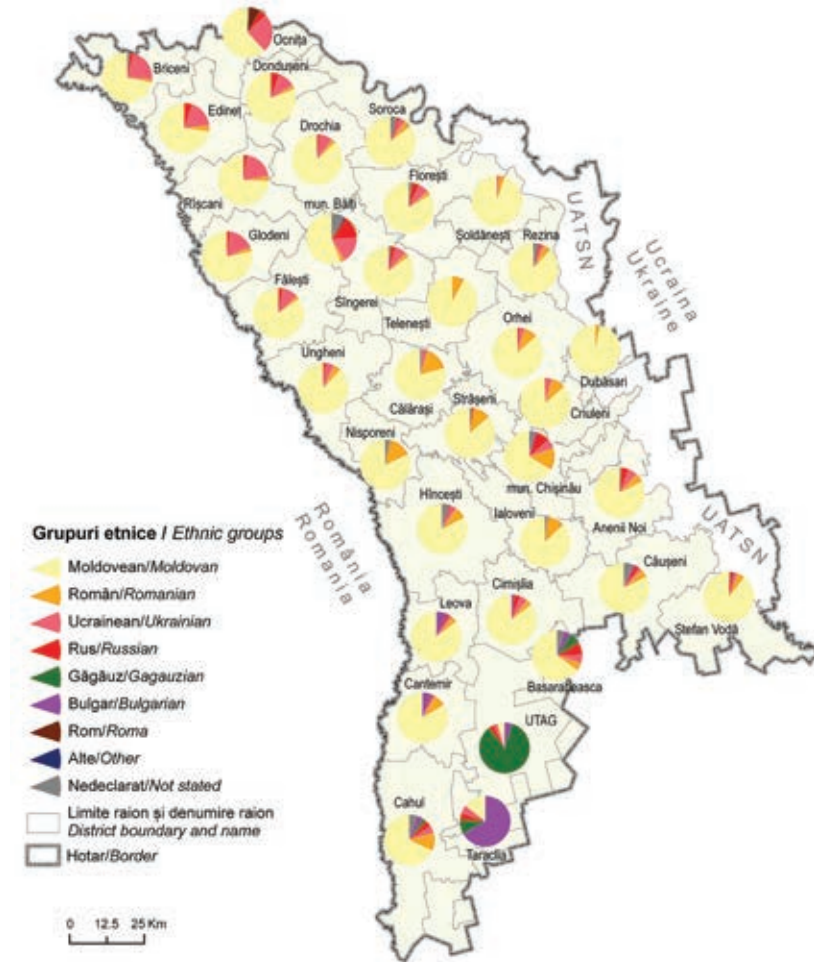 Ocnița
Briceni
Dondușeni
Edineț
Soroca
Drochia
Florești
Rîșcani
mun. Bălți
UATSN
Șoldănești
Rezina
Glodeni
Ucraina
Ukraine
Fălești
Sîngerei
Telenești
Orhei
Ungheni
Dubăsari
Călărași
Strășeni
Criuleni
Nisporeni
mun. Chișinău
Hîncești
Ialoveni
Anenii Noi
România
Romania
UATSN
Grupuri etnice / Ethnic groups
Moldovean/Moldovan
Român/Romanian
Ucrainean/Ukrainian
Rus/Russian
Găgăuz/Gagauzian
Bulgar/Bulgarian
Rom/Roma
Alte/Other
Nedeclarat/Not stated
Limite raion și denumire raion
District boundary and name
Hotar/Border
Căușeni
Cimișlia
Leova
Ștefan Vodă
Basarabeasca
Cantemir
UTAG
Cahul
Taraclia
0 12.5 25 Km